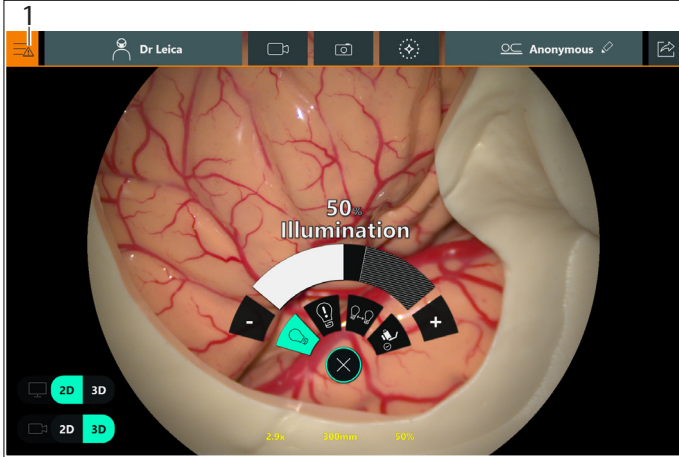 1
Dr Leica
Anonymous
50%
Illumination
- +
2D 3D
2D 3D
2.9x 300mm 50%